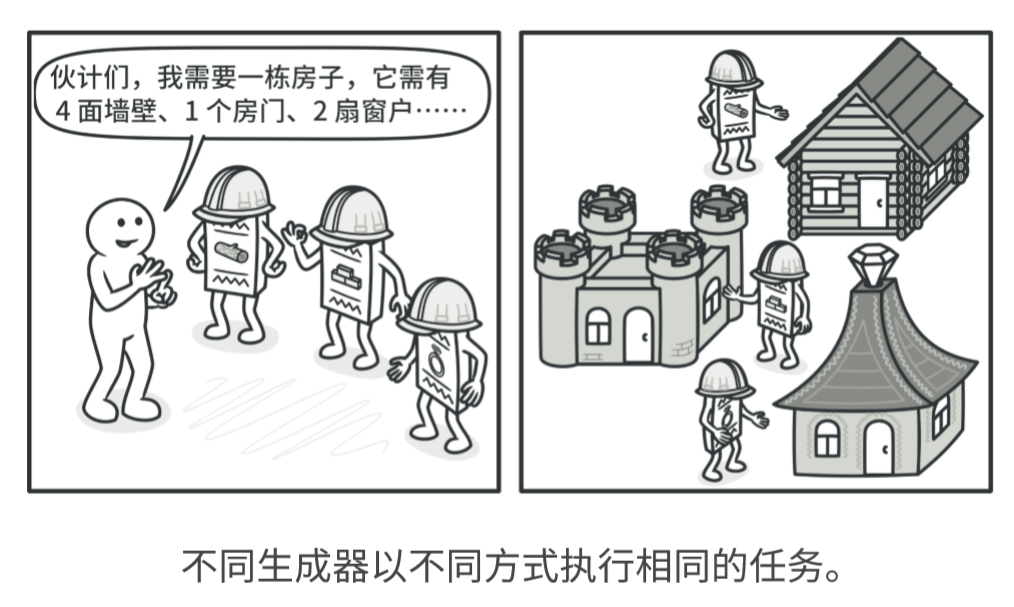 伙计们，我需要一栋房子，它需有
4 面墙壁、1 个房门、2 扇窗户……
不同生成器以不同方式执行相同的任务。